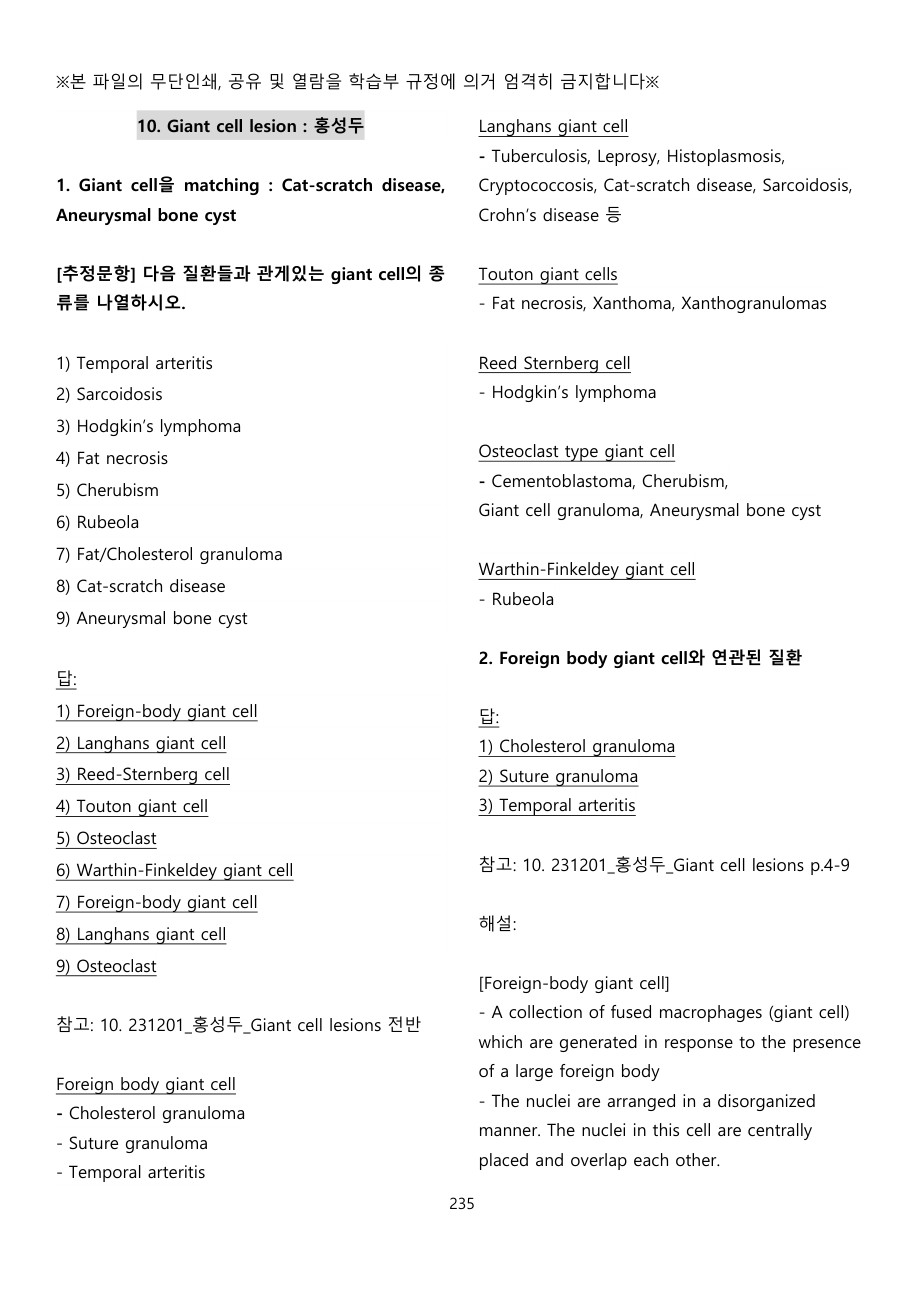 ※본 파일의 무단인쇄, 공유 및 열람을 학습부 규정에 의거 엄격히 금지합니다※
10. Giant cell lesion : 홍성두
1. Giant cell을 matching : Cat-scratch disease,
Aneurysmal bone cyst
[추정문항] 다음 질환들과 관게있는 giant cell의 종
류를 나열하시오.
1) Temporal arteritis
2) Sarcoidosis
3) Hodgkin’s lymphoma
4) Fat necrosis
5) Cherubism
6) Rubeola
7) Fat/Cholesterol granuloma
8) Cat-scratch disease
9) Aneurysmal bone cyst
답:
1) Foreign-body giant cell
2) Langhans giant cell
3) Reed-Sternberg cell
4) Touton giant cell
5) Osteoclast
6) Warthin-Finkeldey giant cell
7) Foreign-body giant cell
8) Langhans giant cell
9) Osteoclast
참고: 10. 231201_홍성두_Giant cell lesions 전반
Foreign body giant cell
- Cholesterol granuloma
- Suture granuloma
- Temporal arteritis
Langhans giant cell
- Tuberculosis, Leprosy, Histoplasmosis,
Cryptococcosis, Cat-scratch disease, Sarcoidosis,
Crohn’s disease 등
Touton giant cells
- Fat necrosis, Xanthoma, Xanthogranulomas
Reed Sternberg cell
- Hodgkin’s lymphoma
Osteoclast type giant cell
- Cementoblastoma, Cherubism,
Giant cell granuloma, Aneurysmal bone cyst
Warthin-Finkeldey giant cell
- Rubeola
2. Foreign body giant cell와 연관된 질환
답:
1) Cholesterol granuloma
2) Suture granuloma
3) Temporal arteritis
참고: 10. 231201_홍성두_Giant cell lesions p.4-9
해설:
[Foreign-body giant cell]
- A collection of fused macrophages (giant cell)
which are generated in response to the presence
of a large foreign body
- The nuclei are arranged in a disorganized
manner. The nuclei in this cell are centrally
placed and overlap each other.
235